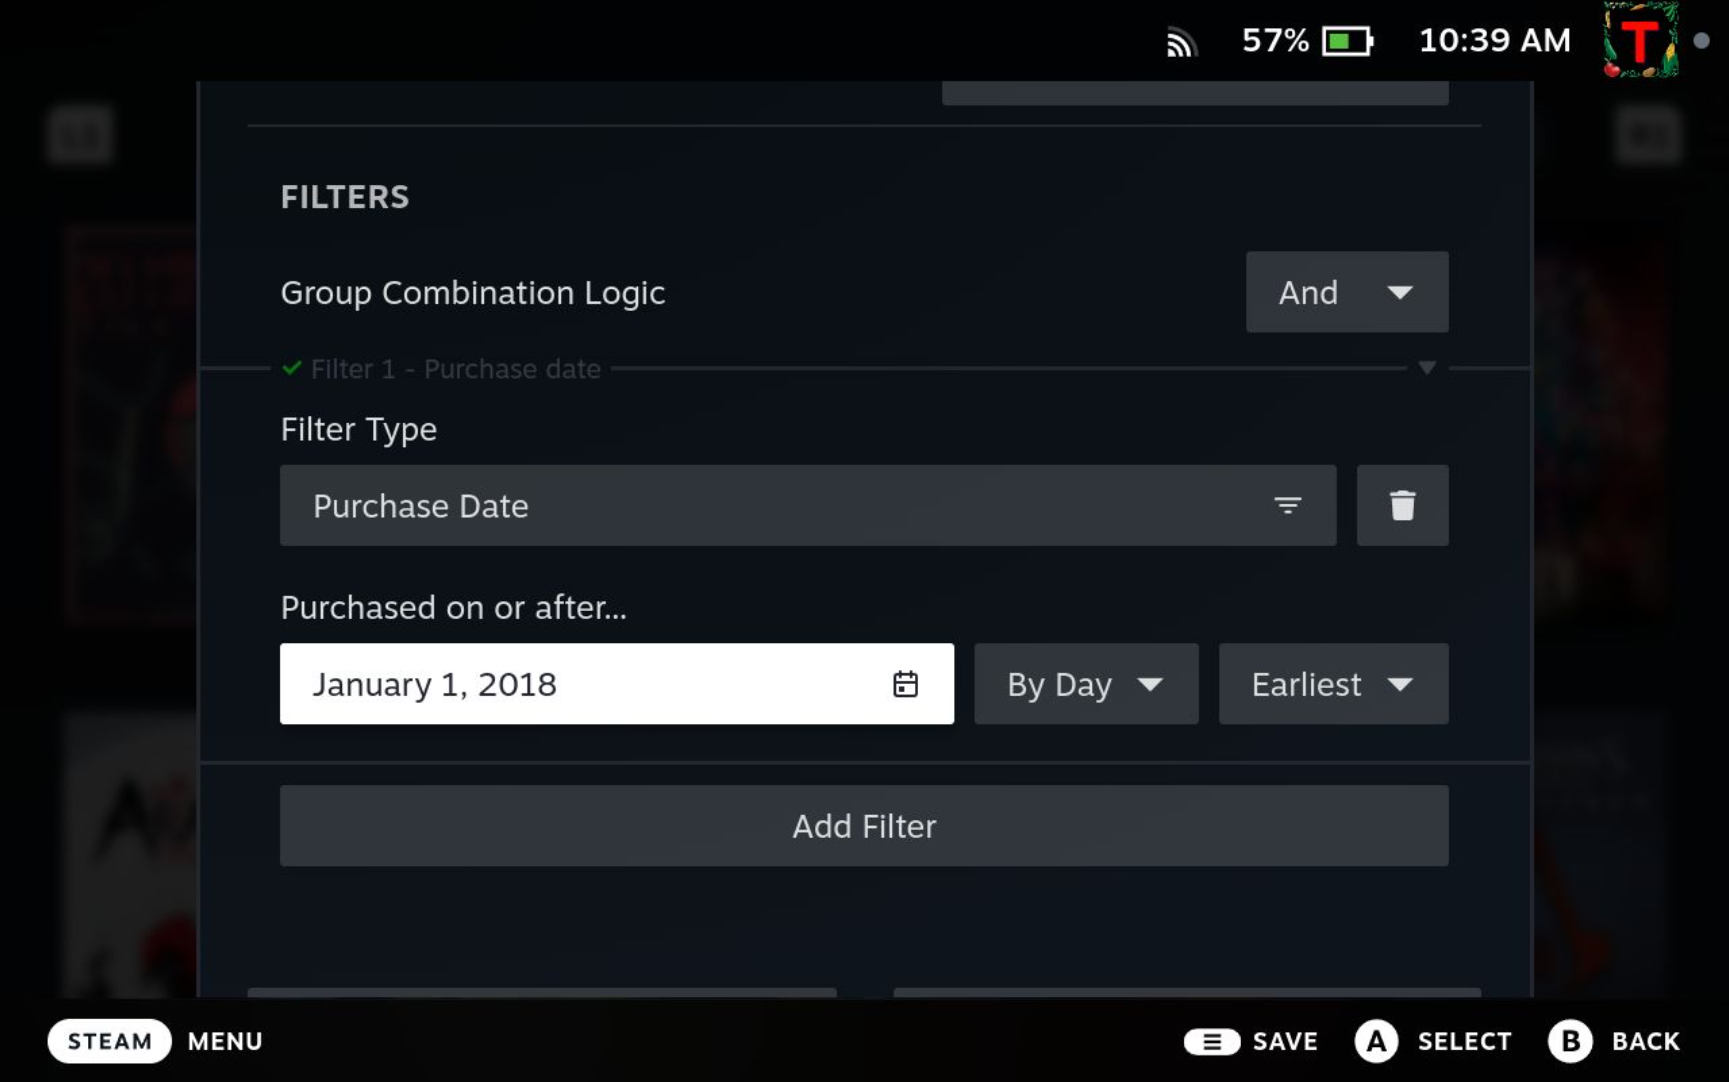 57%
10:39 AM
T
FILTERS
Group Combination Logic
And
Filter 1 - Purchase date
Filter Type
Purchase Date
Purchased on or after...
January 1, 2018
By Day
Earliest
Add Filter
STEAM MENU
SAVE A SELECT B BACK